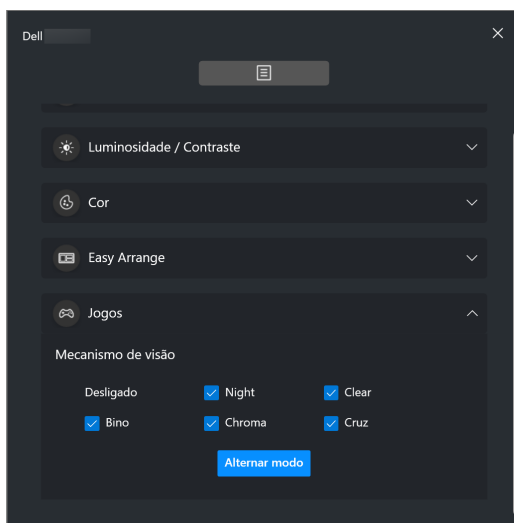 Dell
Luminosidade / Contraste
Cor
Easy Arrange
Jogos
Mecanismo de visão
Desligado Night Clear
Bino Chroma Cruz
Alternar modo